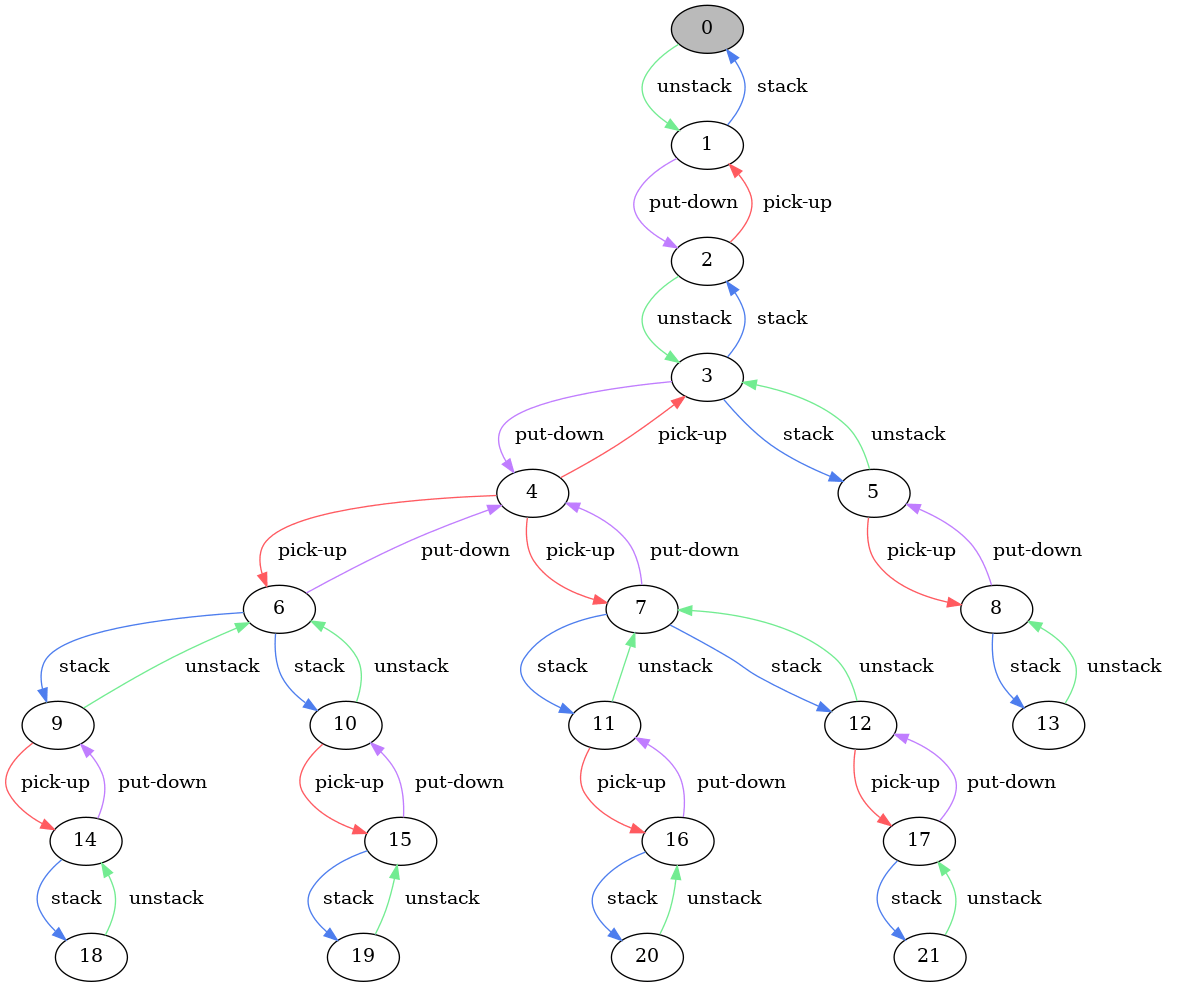 0
unstack stack
1
put-down pick-up
2
unstack stack
3
put-down pick-up stack unstack
4 5
pick-up put-down pick-up put-down pick-up put-down
6 7 8
stack unstack stack unstack stack unstack stack unstack stack unstack
9 10 11 12 13
pick-up put-down pick-up put-down pick-up put-down pick-up put-down
14 15 16 17
stack unstack stack unstack stack unstack stack unstack
18 19 20 21